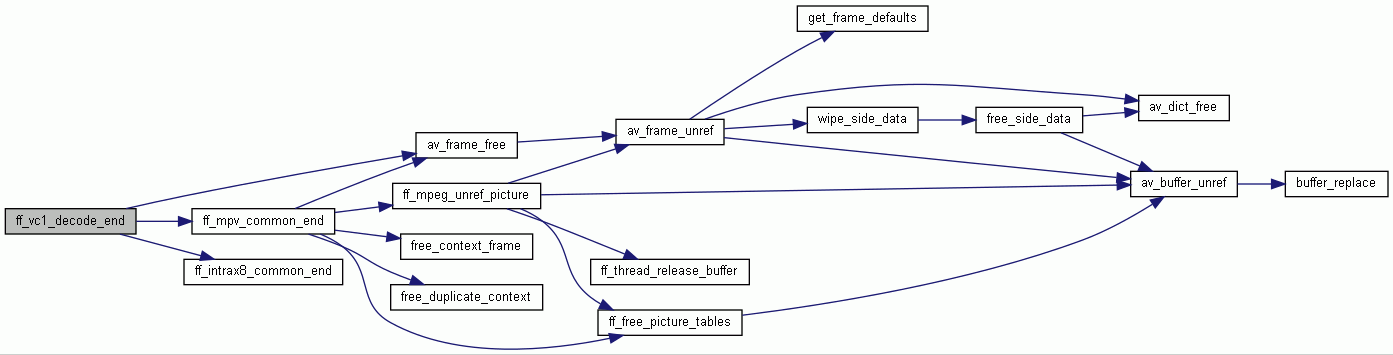 get_frame_defaults
av_dict_free
av_frame_unref
wipe_side_data
free_side_data
av_frame_free
av_buffer_unref
buffer_replace
ff_mpeg_unref_picture
ff_vc1_decode_end
ff_mpv_common_end
free_context_frame
ff_intrax8_common_end
ff_thread_release_buffer
free_duplicate_context
ff_free_picture_tables